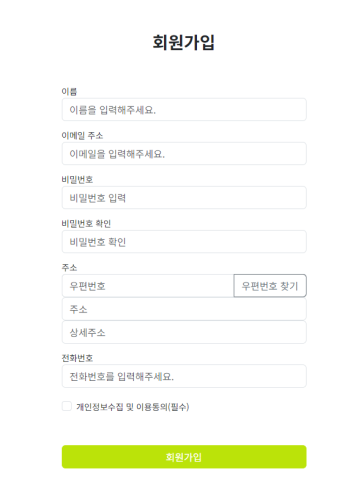 회원가입
이름
이름을 입력해주세요.
이메일 주소
이메일을 입력해주세요.
비밀번호
비밀번호 입력
비밀번호 확인
비밀번호 확인
주소
우편번호 우편번호 찾기
주소
상세주소
전화번호
전화번호를 입력해주세요.
개인정보수집 및 이용동의(필수)
회원가입